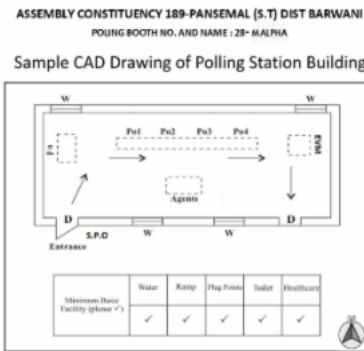 ASSEMBLY CONSTITUENCY 189-PANSEMAL (S.T) DIST BARWANI
POLING BOOTH NO. AND NAME : 28- MALPHA
Sample CAD Drawing of Polling Station Building
W W
Po1 Po2 Po3 Po4
Po
EVM
Agents
D D
S.P.O
W W
Entrance
Water Ramp Plug Points Toilet Healthcare
Minimum Basic
Facility (please ✓)
✓ ✓ ✓ ✓ ✓
N